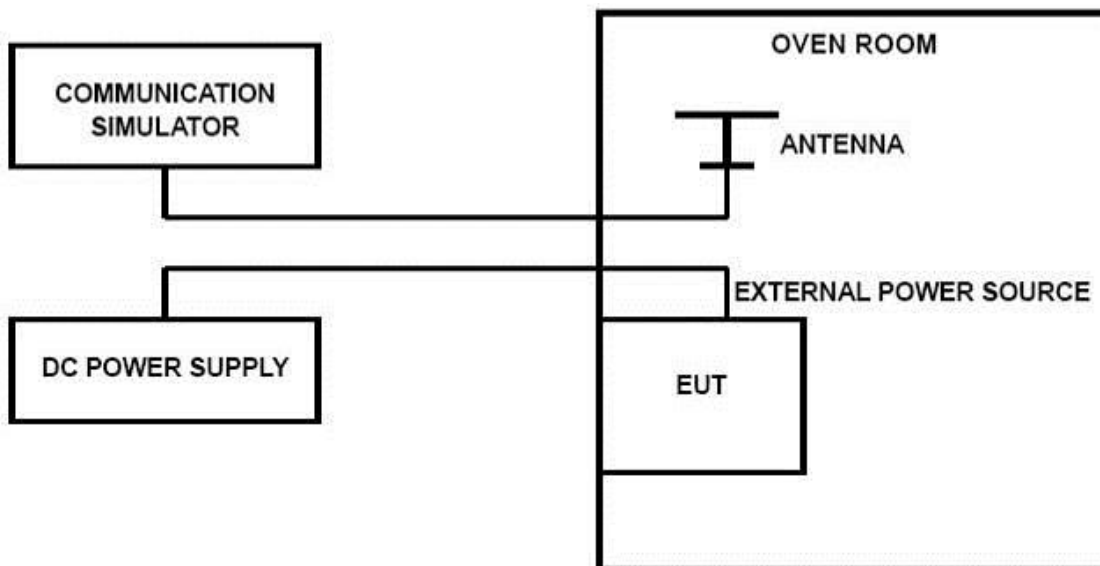 OVEN ROOM
COMMUNICATION
SIMULATOR
ANTENNA
EXTERNAL POWER SOURCE
DC POWER SUPPLY
EUT